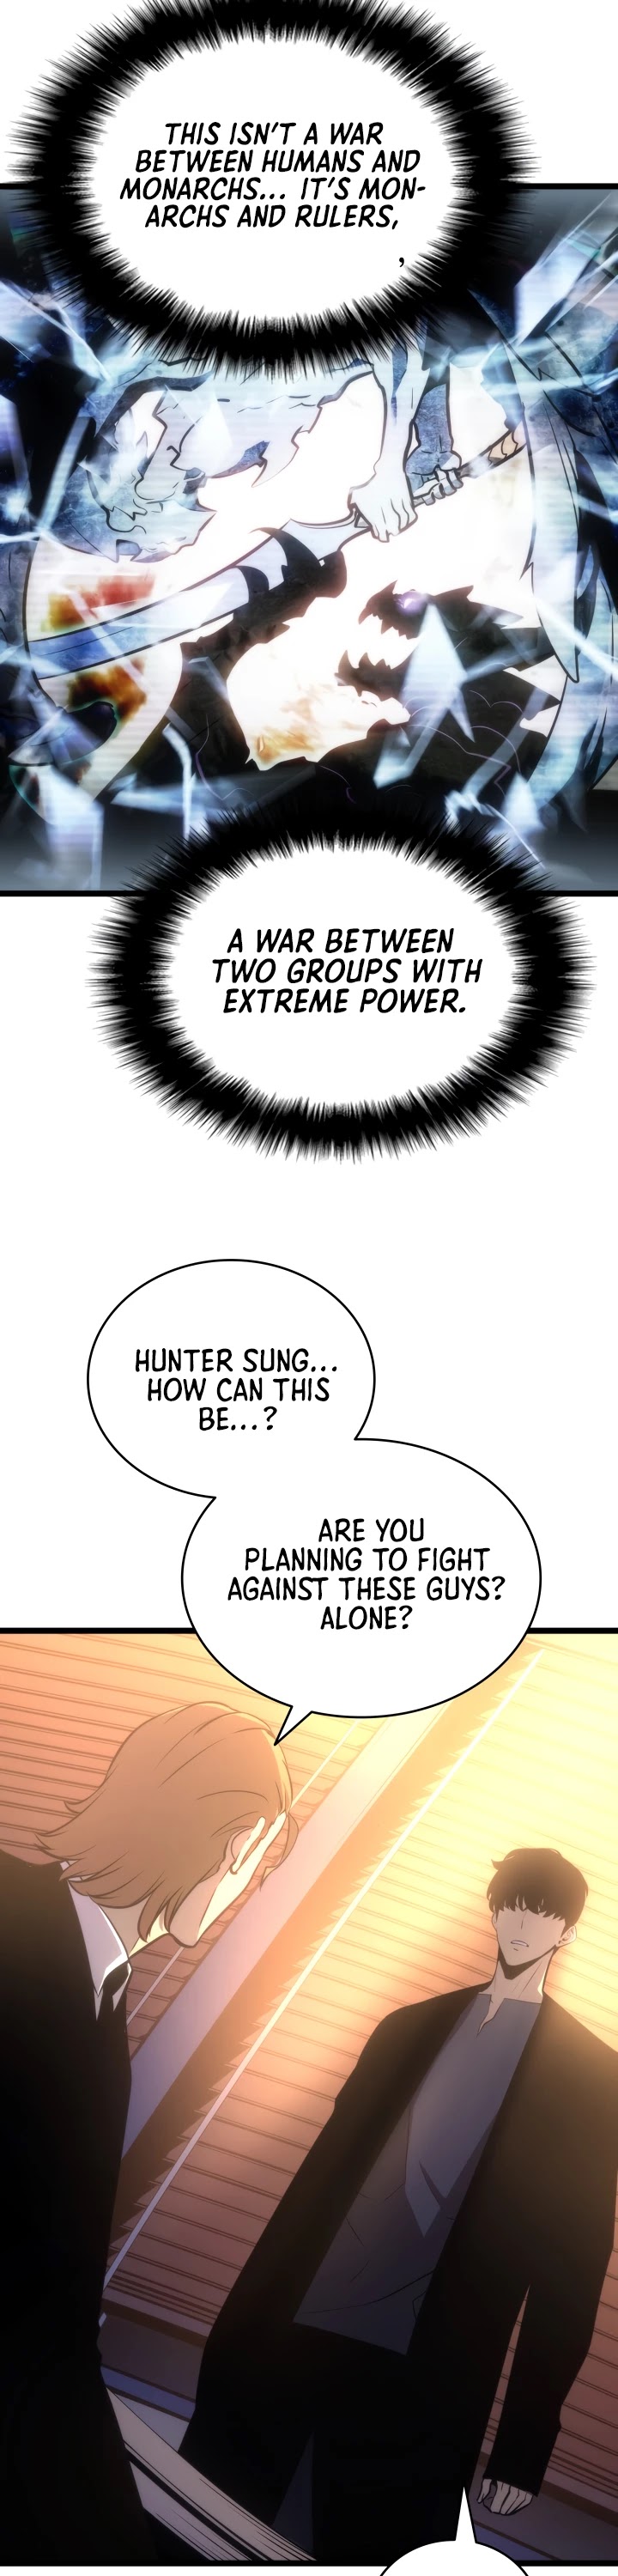 THIS ISN'T A WAR
BETWEEN HUMANS AND
MONARCHS... IT'S MON-
ARCHS AND RULERS,
,
A WAR BETWEEN
TWO GROUPS WITH
EXTREME POWER.
HUNTER SUNG...
HOW CAN THIS
BE...?
ARE YOU
PLANNING TO FIGHT
AGAINST THESE GUYS?
ALONE?